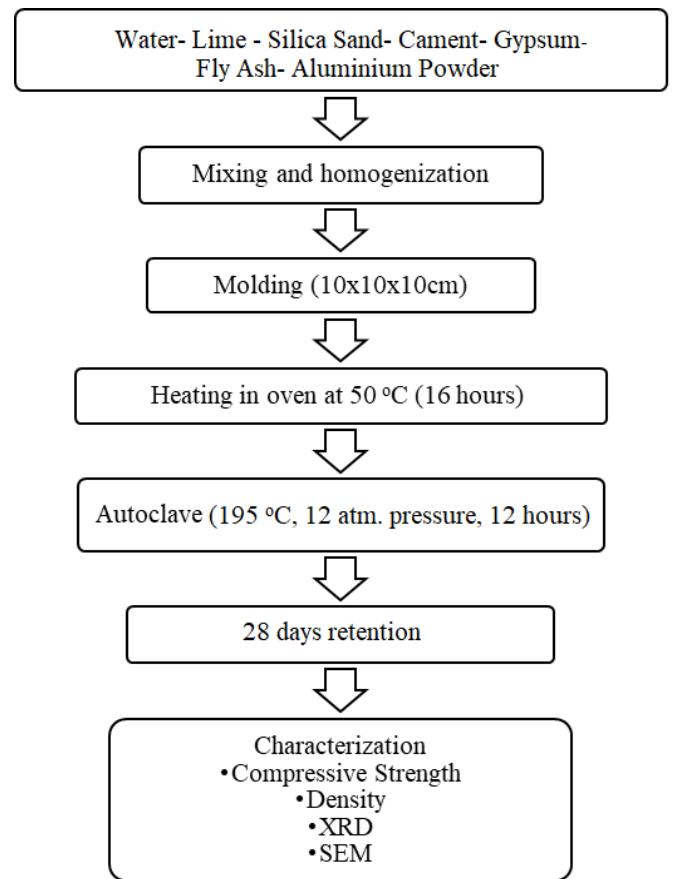 Water- Lime - Silica Sand- Cament- Gypsum-
Fly Ash- Aluminium Powder
Mixing and homogenization
Molding (10x10x10cm)
Heating in oven at 50 ºC (16 hours)
Autoclave (195 ºC, 12 atm. pressure, 12 hours)
28 days retention
Characterization
•Compressive Strength
•Density
•XRD
•SEM